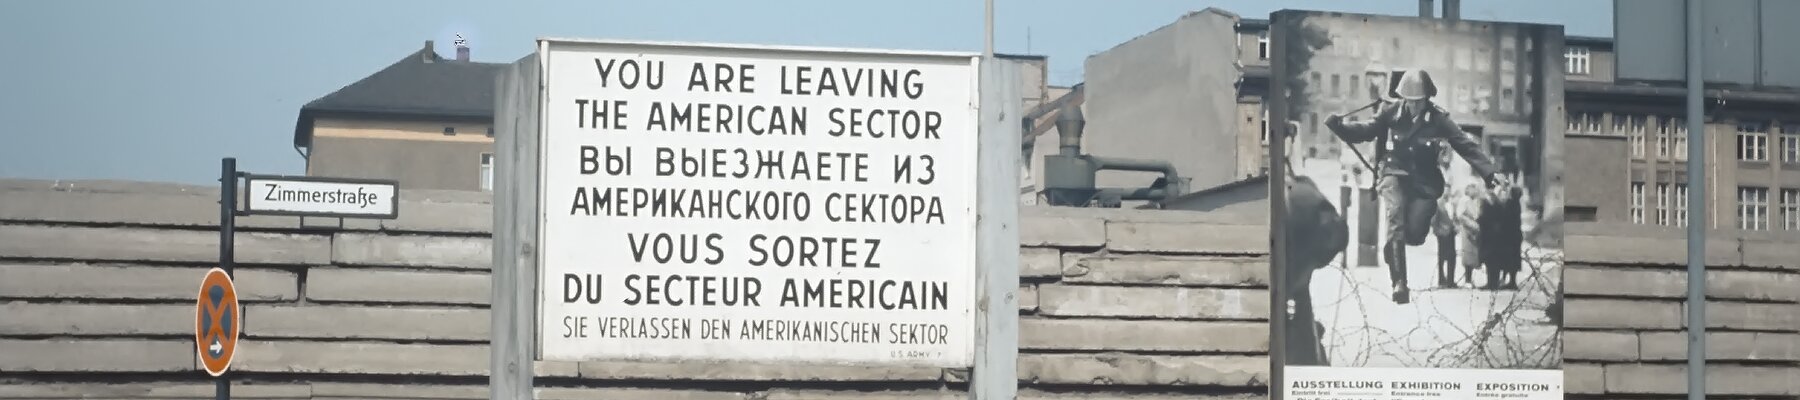 Zimmerstraße
YOU ARE LEAVING
THE AMERICAN SECTOR
ВЫ ВЫЕЗЖАЕТЕ ИЗ
АМЕРИКАНСКОГО СЕКТОРА
VOUS SORTEZ
DU SECTEUR AMERICAIN
SIE VERLASSEN DEN AMERIKANISCHEN SEKTOR
U.S. ARMY
AUSSTELLUNG EXHIBITION EXPOSITION
Eintritt frei Entrance free Entrée gratuite